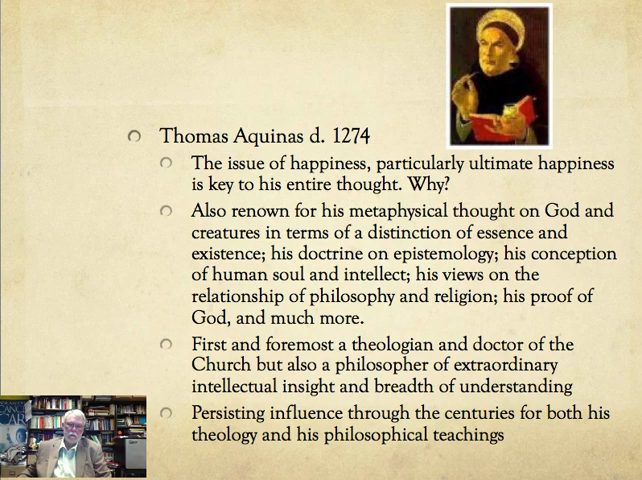 Thomas Aquinas d. 1274
The issue of happiness, particularly ultimate happiness
is key to his entire thought. Why?
Also renown for his metaphysical thought on God and
creatures in terms of a distinction of essence and
existence; his doctrine on epistemology; his conception
of human soul and intellect; his views on the
relationship of philosophy and religion; his proof of
God, and much more.
First and foremost a theologian and doctor of the
Church but also a philosopher of extraordinary
intellectual insight and breadth of understanding
Persisting influence through the centuries for both his
theology and his philosophical teachings